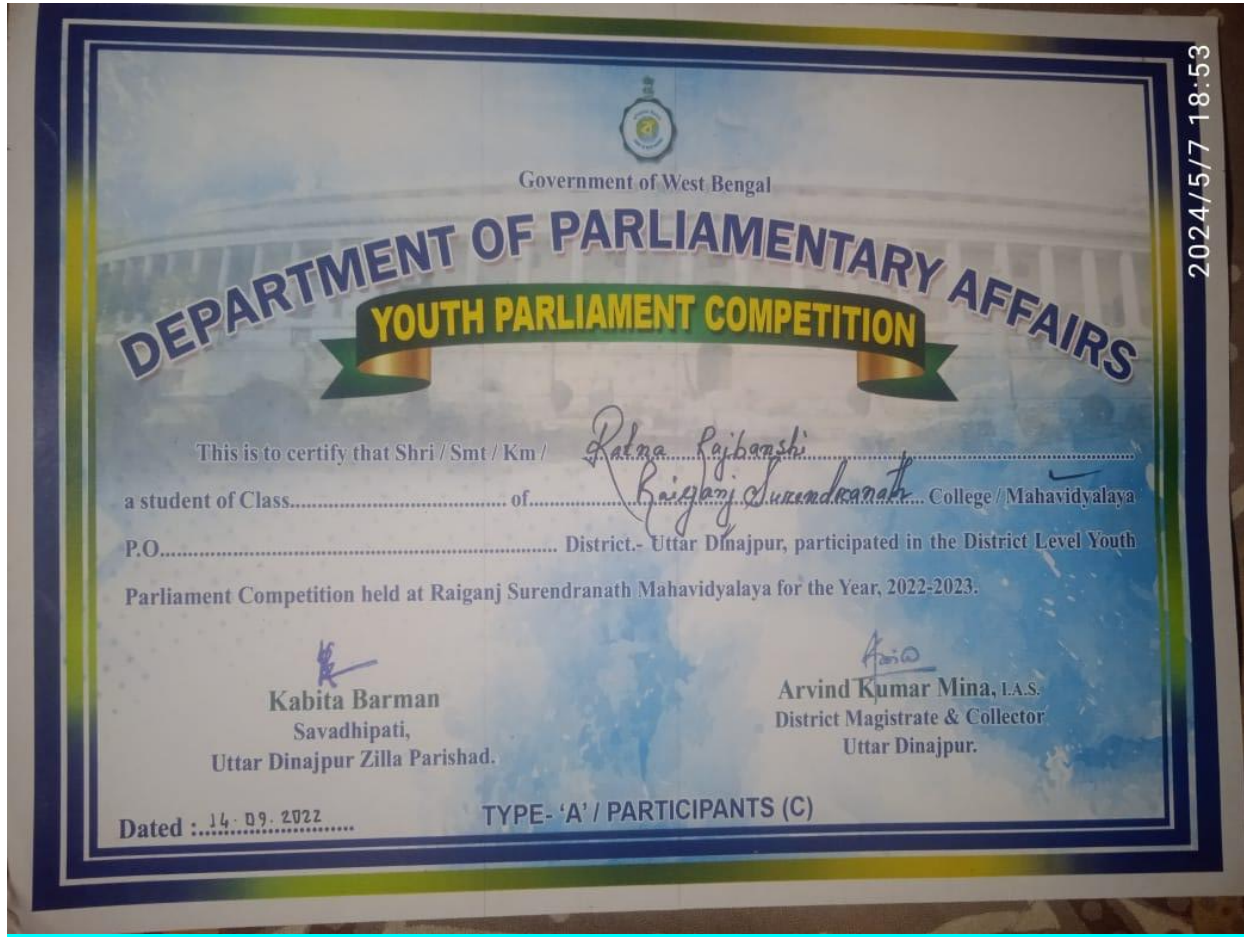 2024/5/7 18:53
Government of West Bengal
DEPARTMENT OF PARLIAMENTARY AFFAIRS
YOUTH PARLIAMENT COMPETITION
This is to certify that Shri / Smt / Km / Ratna Rajbanshi
a student of Class.......... of.......... Raiganj Surendranath College / Mahavidyalaya
P.O.......... District.- Uttar Dinajpur, participated in the District Level Youth
Parliament Competition held at Raiganj Surendranath Mahavidyalaya for the Year, 2022-2023.
Kabita Barman
Savadhipati,
Uttar Dinajpur Zilla Parishad.
Arvind Kumar Mina, I.A.S.
District Magistrate & Collector
Uttar Dinajpur.
Dated : 14.09.2022
TYPE- 'A' / PARTICIPANTS (C)